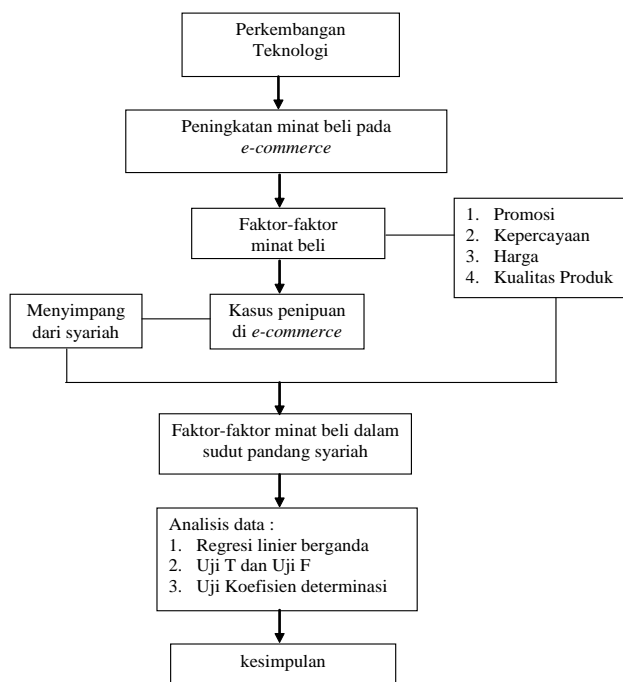 Perkembangan
Teknologi
Peningkatan minat beli pada
e-commerce
Faktor-faktor
minat beli
1. Promosi
2. Kepercayaan
3. Harga
4. Kualitas Produk
Menyimpang
dari syariah
Kasus penipuan
di e-commerce
Faktor-faktor minat beli dalam
sudut pandang syariah
Analisis data :
1. Regresi linier berganda
2. Uji T dan Uji F
3. Uji Koefisien determinasi
kesimpulan